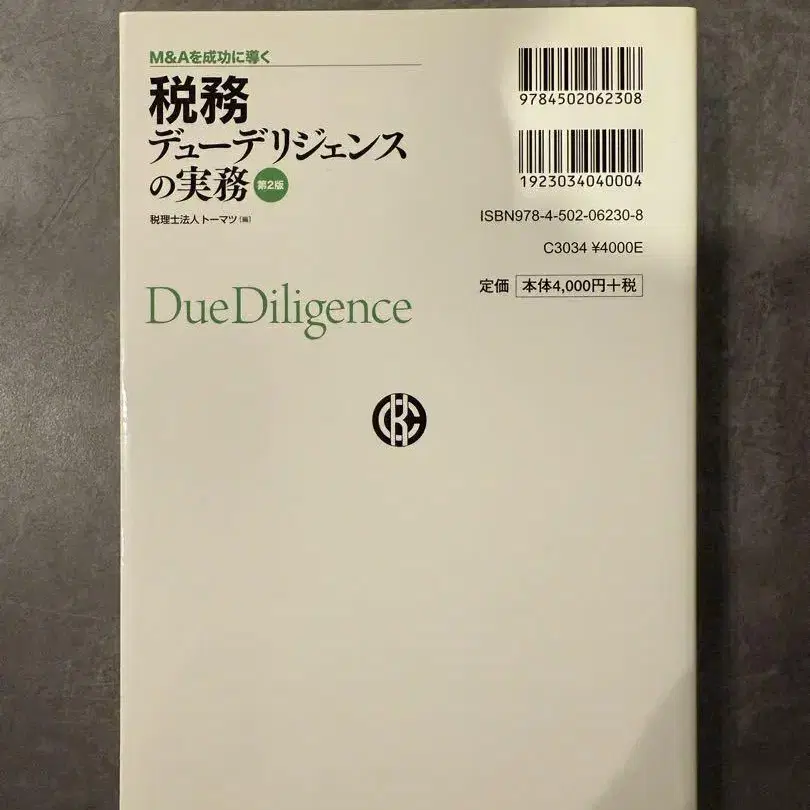 M&Aを成功に導く
税務
デューデリジェンス
の実務 第2版
税理士法人トーマツ[編]
Due Diligence
9784502062308
1923034040004
ISBN978-4-502-06230-8
C3034 ¥4000E
定価 本体4,000円+税